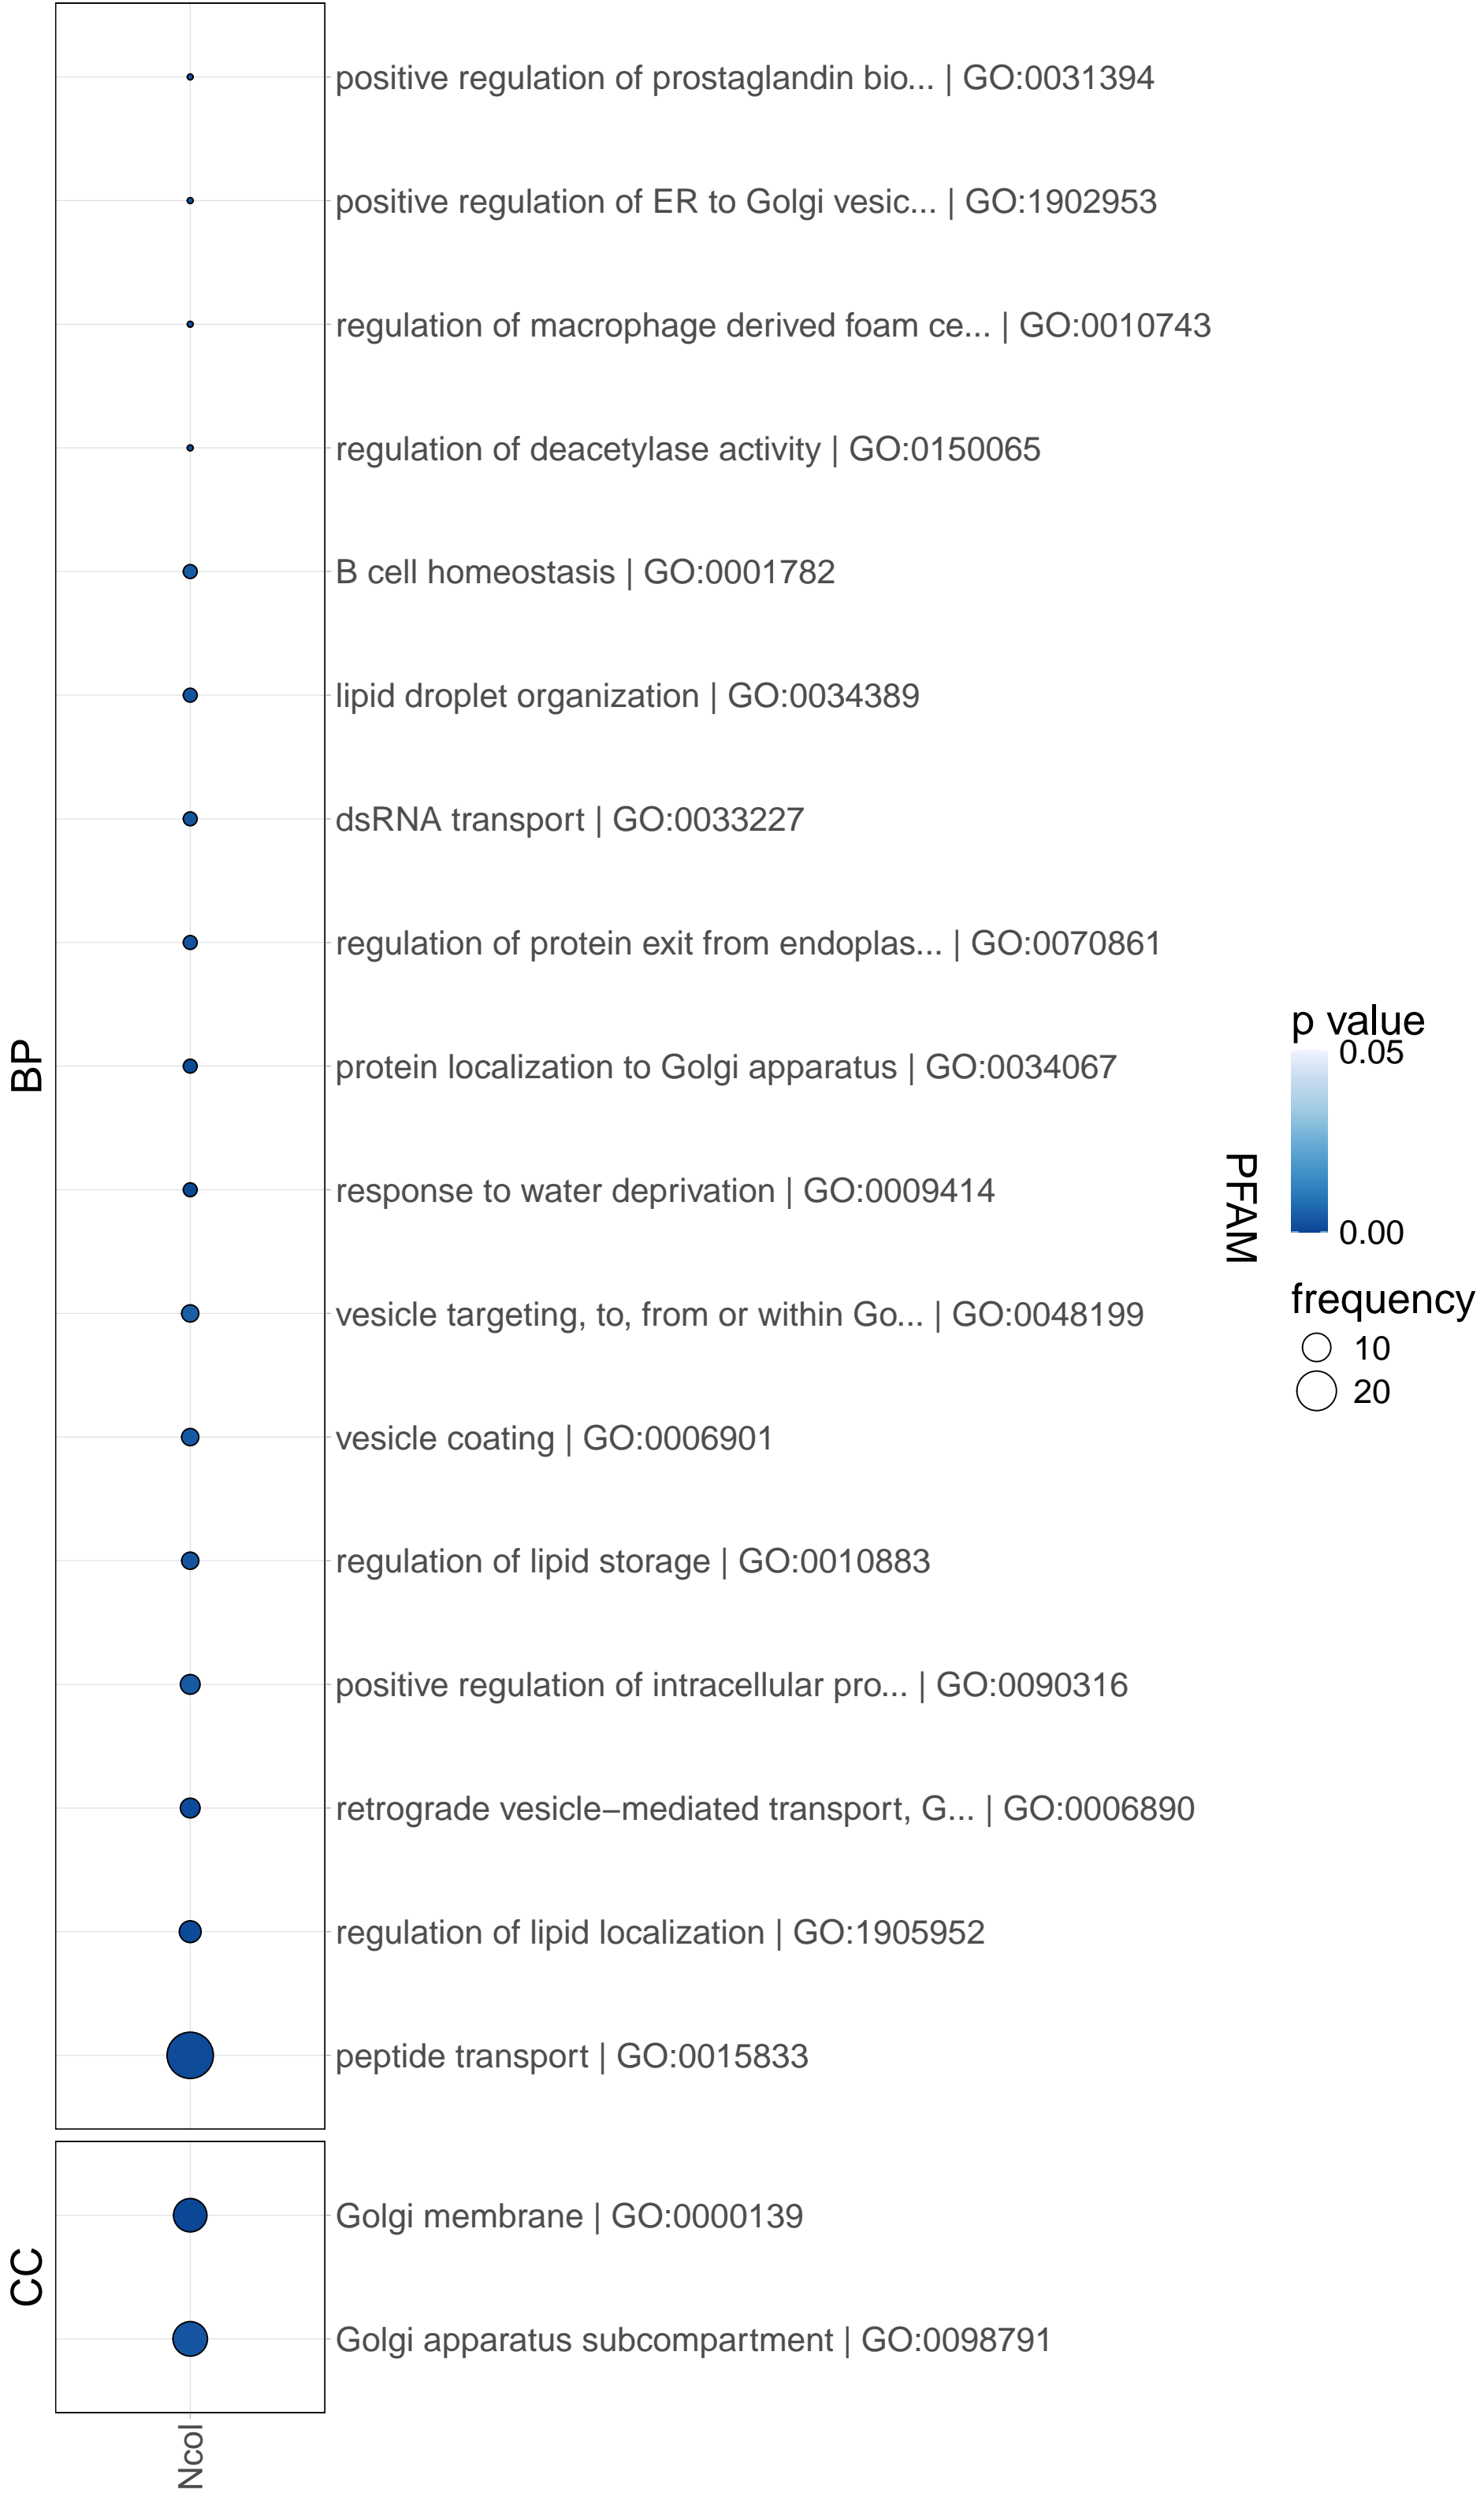 BP
positive regulation of prostaglandin bio... | GO:0031394
positive regulation of ER to Golgi vesic... | GO:1902953
regulation of macrophage derived foam ce... | GO:0010743
regulation of deacetylase activity | GO:0150065
B cell homeostasis | GO:0001782
lipid droplet organization | GO:0034389
dsRNA transport | GO:0033227
regulation of protein exit from endoplas... | GO:0070861
protein localization to Golgi apparatus | GO:0034067
response to water deprivation | GO:0009414
vesicle targeting, to, from or within Go... | GO:0048199
vesicle coating | GO:0006901
regulation of lipid storage | GO:0010883
positive regulation of intracellular pro... | GO:0090316
retrograde vesicle−mediated transport, G... | GO:0006890
regulation of lipid localization | GO:1905952
peptide transport | GO:0015833
CC
Golgi membrane | GO:0000139
Golgi apparatus subcompartment | GO:0098791
Ncol
PFAM
p value
0.05
0.00
frequency
10
20